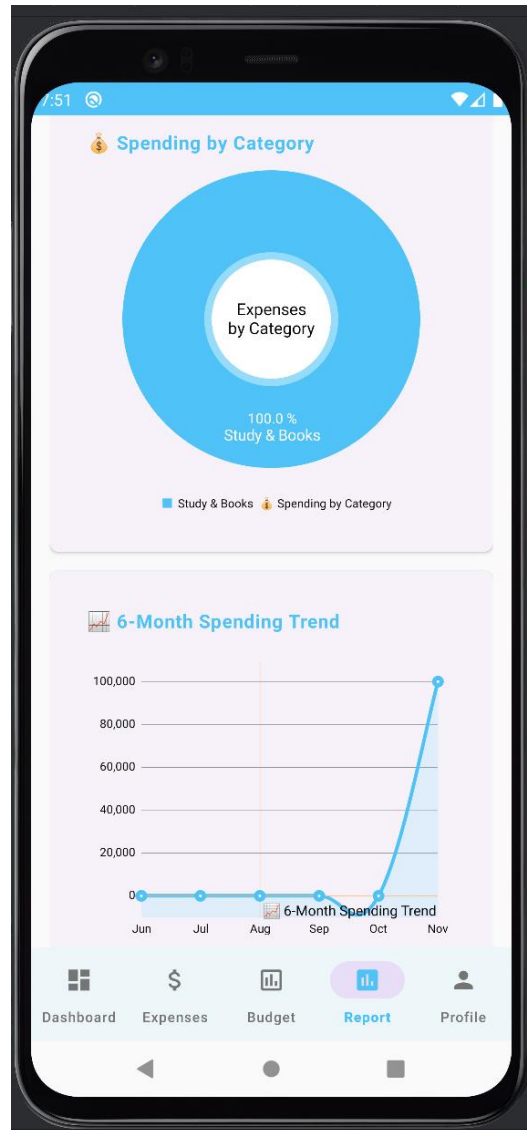 7:51
💰 Spending by Category
Expenses
by Category
100.0 %
Study & Books
Study & Books 💰 Spending by Category
📈 6-Month Spending Trend
100,000
80,000
60,000
40,000
20,000
0
📈 6-Month Spending Trend
Jun Jul Aug Sep Oct Nov
Dashboard Expenses Budget Report Profile